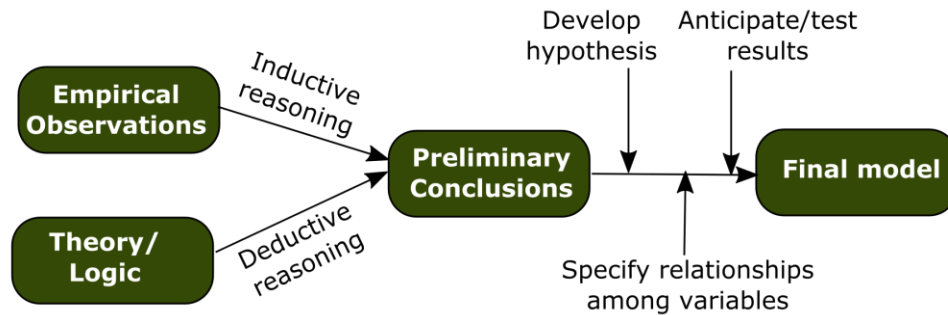 Empirical
Observations
Inductive
reasoning
Theory/
Logic
Deductive
reasoning
Preliminary
Conclusions
Develop
hypothesis
Anticipate/test
results
Specify relationships
among variables
Final model